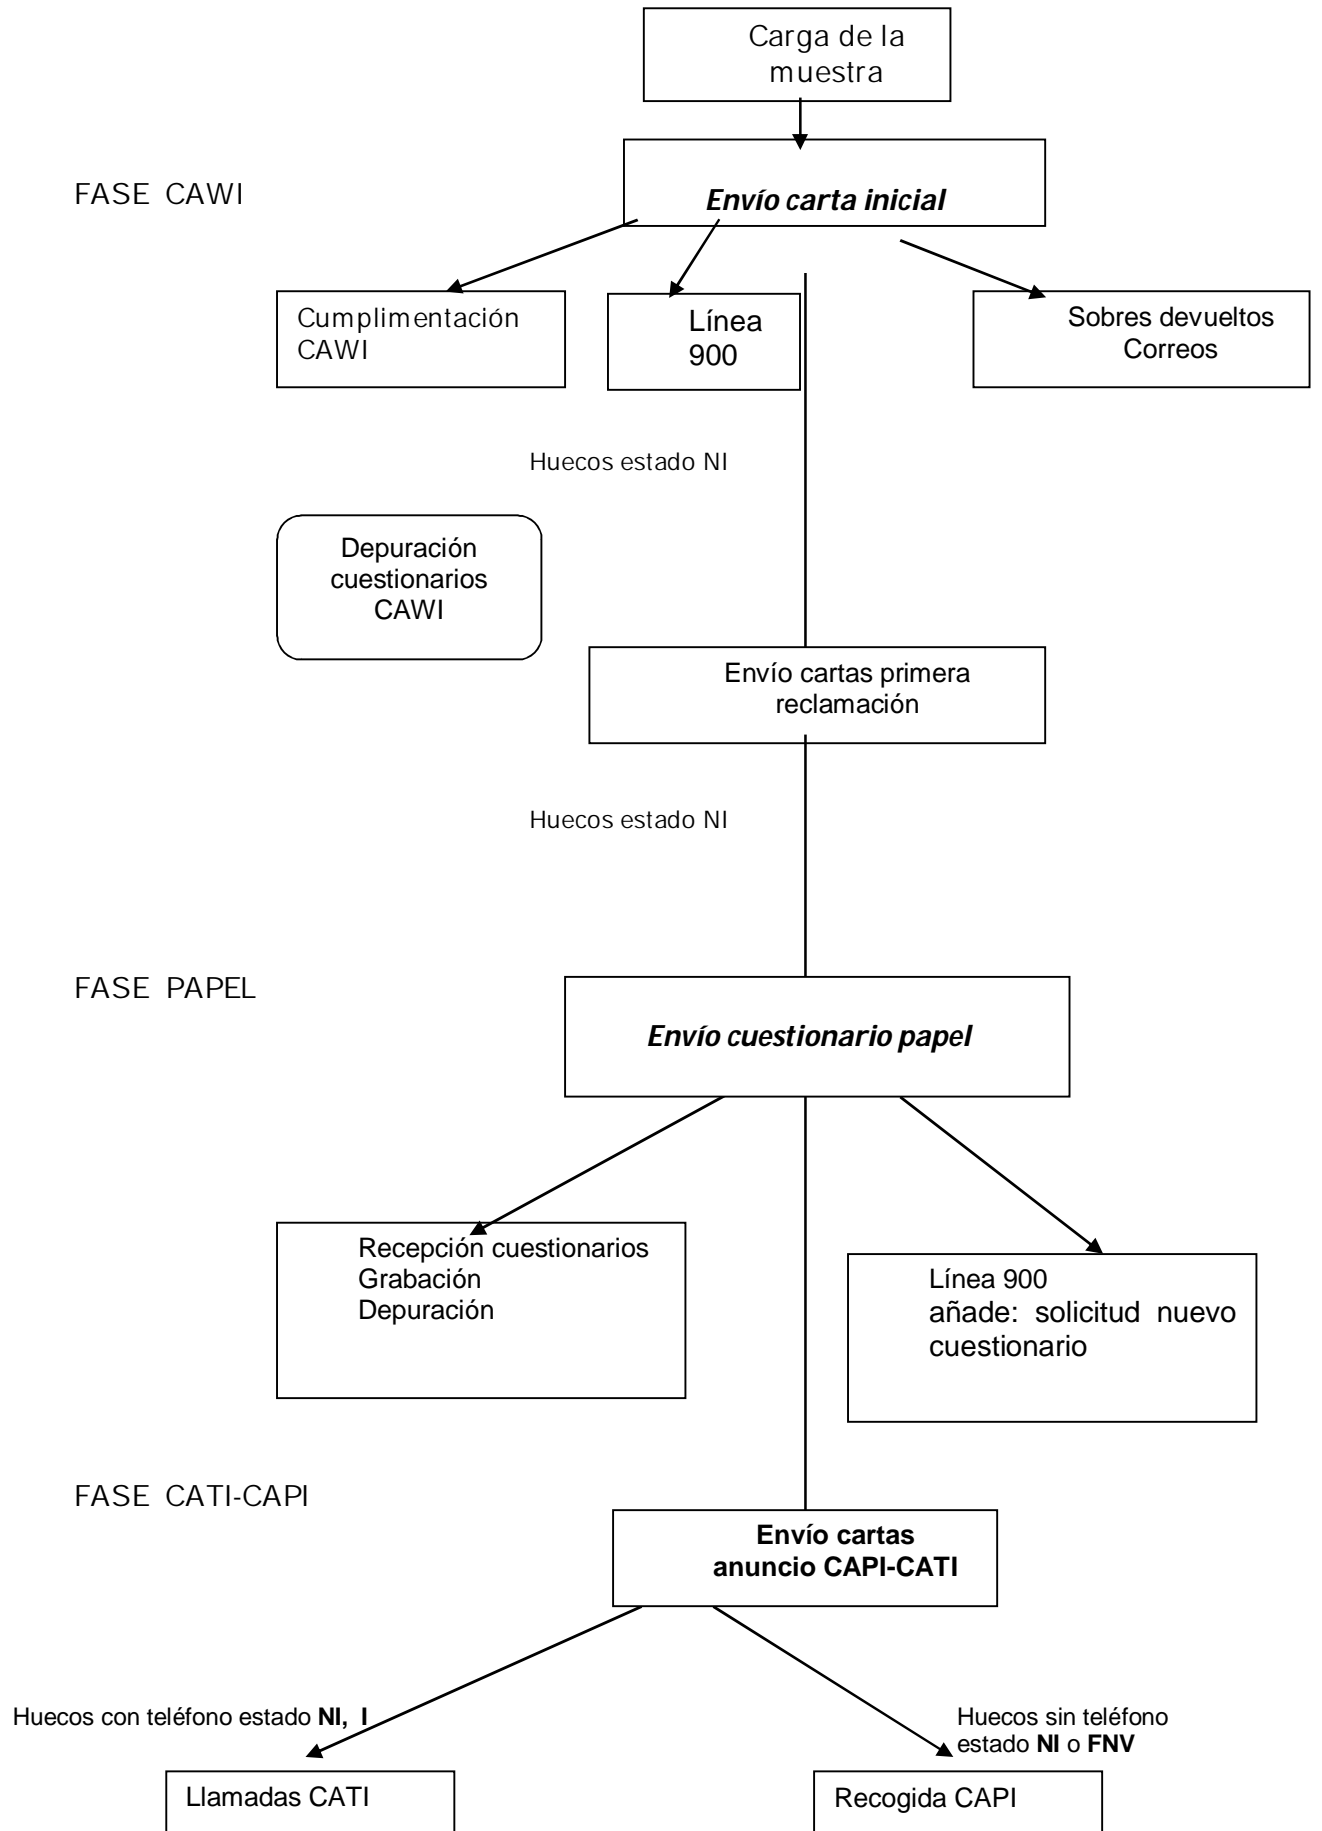 Carga de la
muestra
FASE CAWI
Envío carta inicial
Cumplimentación
CAWI
Línea
900
Sobres devueltos
Correos
Huecos estado NI
Depuración
cuestionarios
CAWI
Envío cartas primera
reclamación
Huecos estado NI
FASE PAPEL
Envío cuestionario papel
Recepción cuestionarios
Grabación
Depuración
Línea 900
añade: solicitud nuevo
cuestionario
FASE CATI-CAPI
Envío cartas
anuncio CAPI-CATI
Huecos con teléfono estado NI, I
Huecos sin teléfono
estado NI o FNV
Llamadas CATI
Recogida CAPI